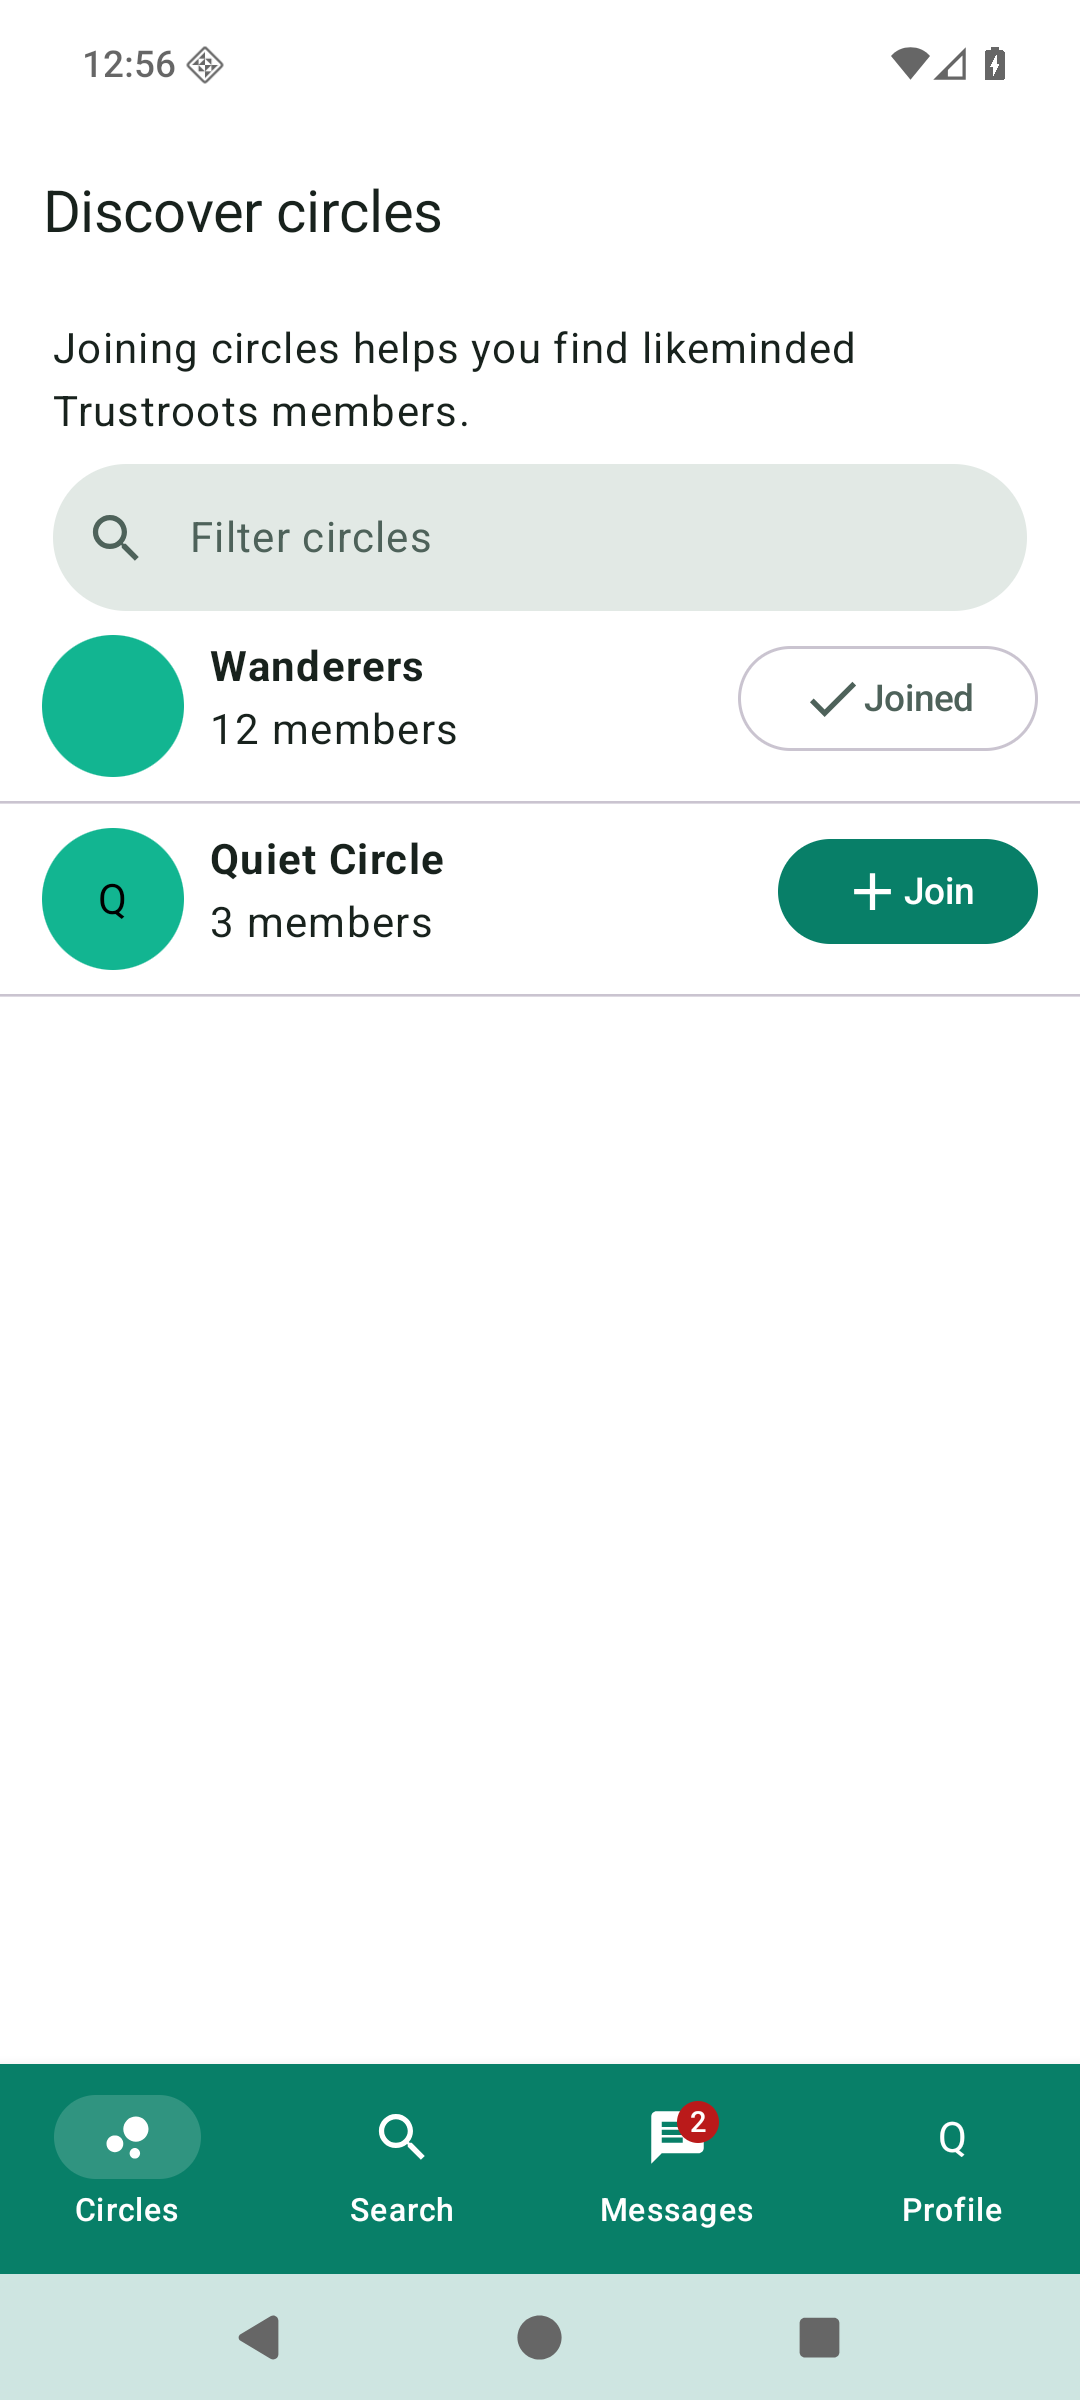 12:56
Discover circles
Joining circles helps you find likeminded
Trustroots members.
Filter circles
Wanderers
12 members
Joined
Q
Quiet Circle
3 members
Join
2
Q
Circles
Search
Messages
Profile